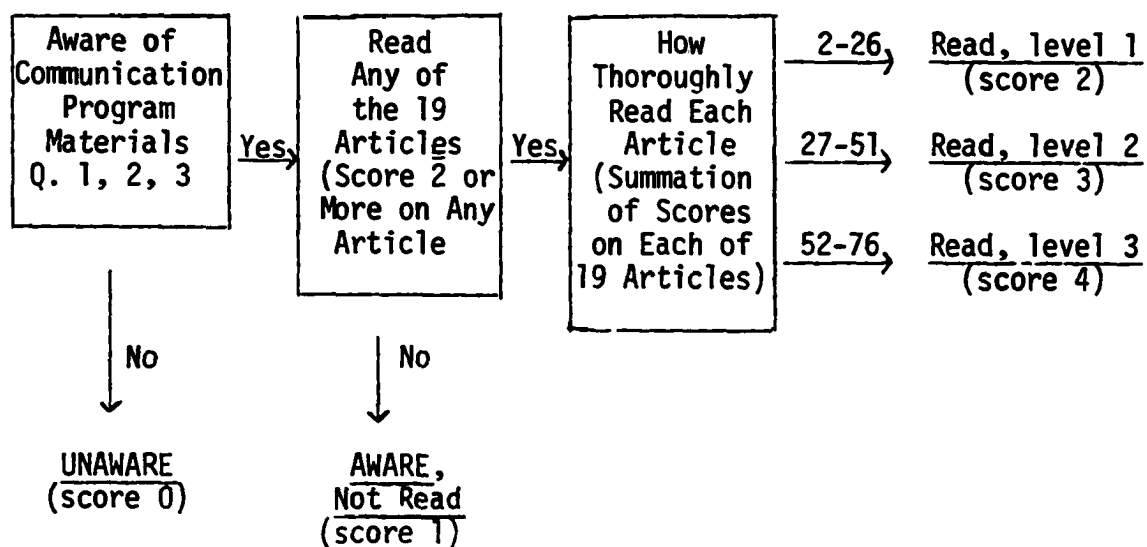 Aware of
Communication
Program
Materials
Q. 1, 2, 3
Yes
Read
Any of
the 19
Articles
(Score 2 or
More on Any
Article
Yes
How
Thoroughly
Read Each
Article
(Summation
of Scores
on Each of
19 Articles)
2-26
Read, level 1
(score 2)
27-51
Read, level 2
(score 3)
52-76
Read, level 3
(score 4)
No
No
UNAWARE
(score 0)
AWARE,
Not Read
(score 1)